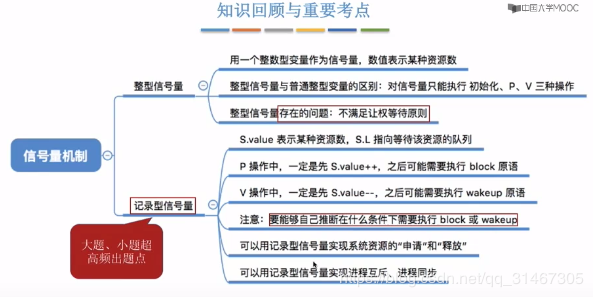 知识回顾与重要考点
中国大学MOOC
用一个整数型变量作为信号量，数值表示某种资源数
整型信号量
整型信号量与普通整型变量的区别：对信号量只能执行 初始化、P、V 三种操作
整型信号量存在的问题：不满足让权等待原则
S.value 表示某种资源数，S.L 指向等待该资源的队列
信号量机制
P 操作中，一定是先 S.value++，之后可能需要执行 block 原语
V 操作中，一定是先 S.value--，之后可能需要执行 wakeup 原语
记录型信号量
注意：要能够自己推断在什么条件下需要执行 block 或 wakeup
大题、小题超
高频出题点
可以用记录型信号量实现系统资源的“申请”和“释放”
可以用记录型信号量实现进程互斥、进程同步
https://blog.csdn.net/qq_31467305